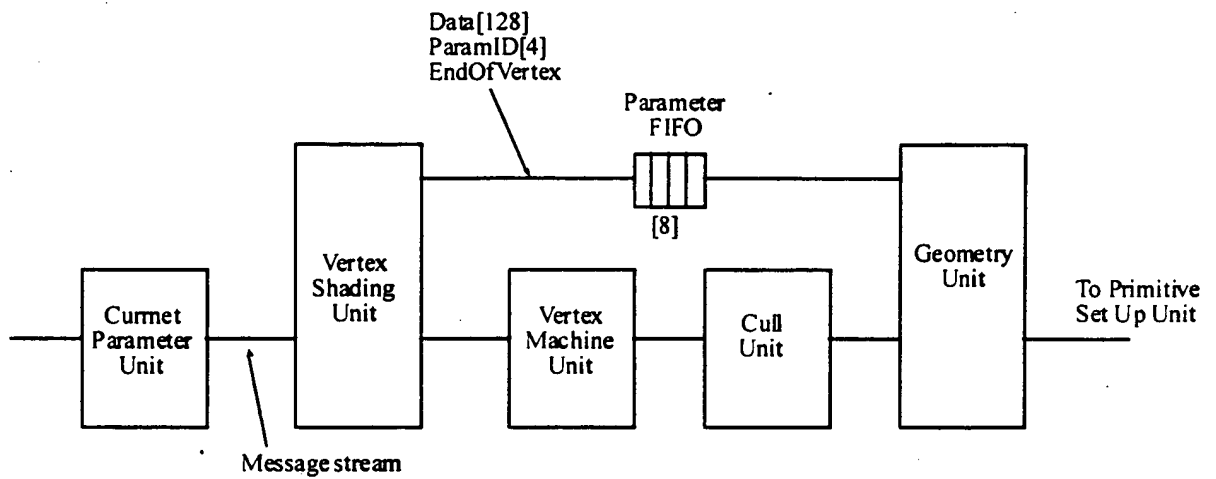 Data[128]
ParamID[4]
EndOfVertex
Parameter
FIFO
[8]
Currnet
Parameter
Unit
Vertex
Shading
Unit
Vertex
Machine
Unit
Cull
Unit
Geometry
Unit
To Primitive
Set Up Unit
Message stream